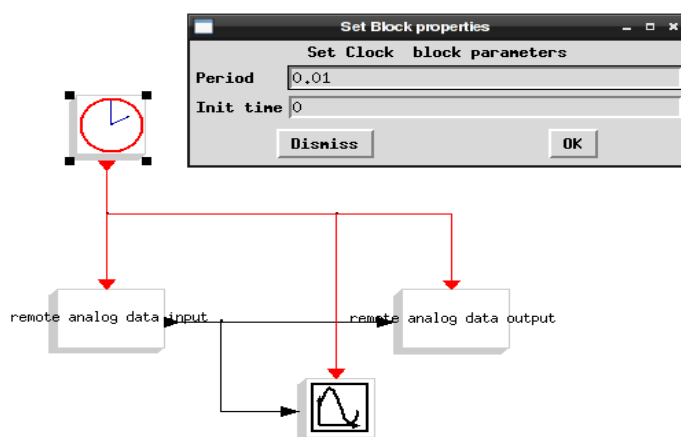 Set Block properties
Set Clock block parameters
Period 0.01
Init time 0
Dismiss OK
remote analog data input
remote analog data output